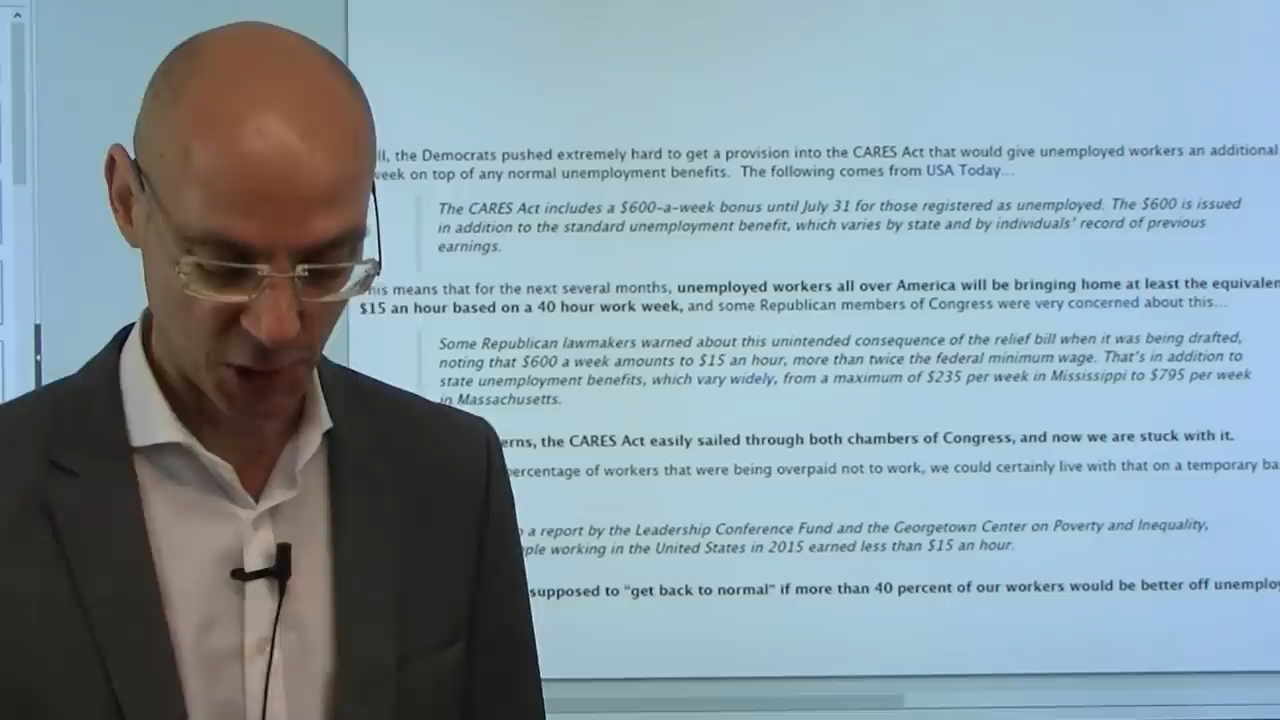 ll, the Democrats pushed extremely hard to get a provision into the CARES Act that would give unemployed workers an additional
eek on top of any normal unemployment benefits. The following comes from USA Today...
The CARES Act includes a $600-a-week bonus until July 31 for those registered as unemployed. The $600 is issued
in addition to the standard unemployment benefit, which varies by state and by individuals' record of previous
earnings.
his means that for the next several months, unemployed workers all over America will be bringing home at least the equivalen
$15 an hour based on a 40 hour work week, and some Republican members of Congress were very concerned about this...
Some Republican lawmakers warned about this unintended consequence of the relief bill when it was being drafted,
noting that $600 a week amounts to $15 an hour, more than twice the federal minimum wage. That's in addition to
state unemployment benefits, which vary widely, from a maximum of $235 per week in Mississippi to $795 per week
in Massachusetts.
erns, the CARES Act easily sailed through both chambers of Congress, and now we are stuck with it.
percentage of workers that were being overpaid not to work, we could certainly live with that on a temporary ba
a report by the Leadership Conference Fund and the Georgetown Center on Poverty and Inequality,
ple working in the United States in 2015 earned less than $15 an hour.
supposed to "get back to normal" if more than 40 percent of our workers would be better off unemploy